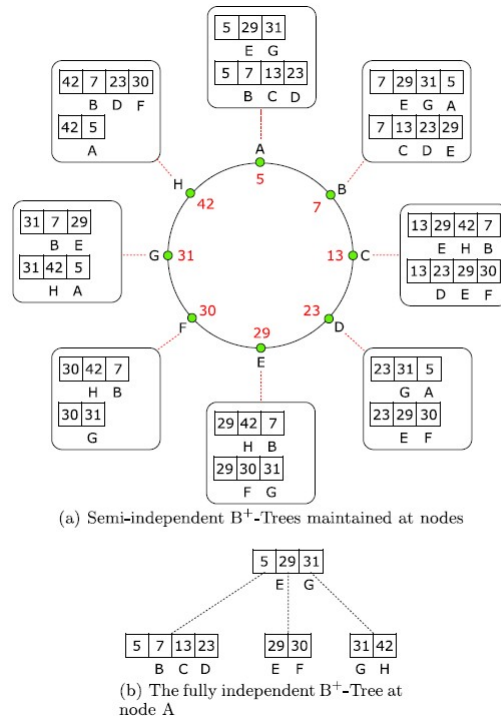 5 29 31
E G
5 7 13 23
B C D
42 7 23 30
B D F
42 5
A
7 29 31 5
E G A
7 13 23 29
C D E
A
5
H
42
B
7
31 7 29
B E
31 42 5
H A
G 31
13 C
13 29 42 7
E H B
13 23 29 30
D E F
F
30
23
D
29
E
30 42 7
H B
30 31
G
29 42 7
H B
29 30 31
F G
23 31 5
G A
23 29 30
E F
(a) Semi-independent B+-Trees maintained at nodes
5 29 31
E G
5 7 13 23
B C D
29 30
E F
31 42
G H
(b) The fully independent B+-Tree at
node A